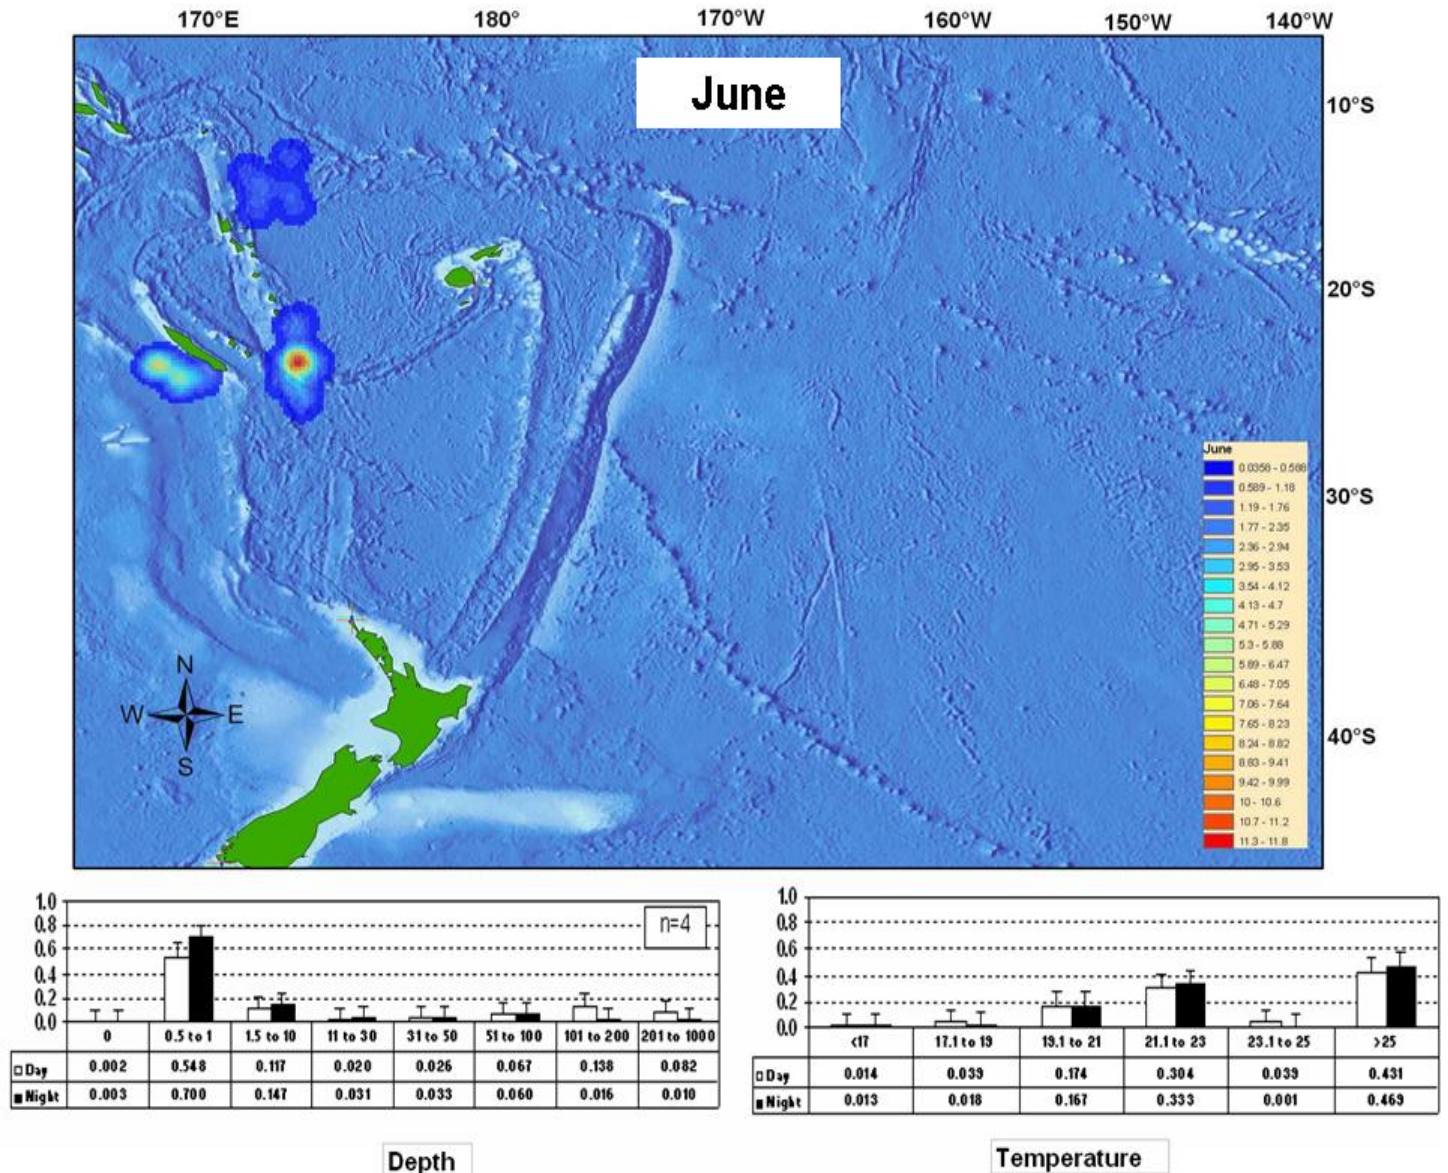 170°E 180° 170°W 160°W 150°W 140°W
June
10°S
20°S
30°S
40°S
N
W E
S
June
0.0358 - 0.588
0.589 - 1.18
1.19 - 1.76
1.77 - 2.35
2.36 - 2.94
2.95 - 3.53
3.54 - 4.12
4.13 - 4.7
4.71 - 5.29
5.3 - 5.88
5.89 - 6.47
6.48 - 7.05
7.06 - 7.64
7.65 - 8.23
8.24 - 8.82
8.83 - 9.41
9.42 - 9.99
10 - 10.6
10.7 - 11.2
11.3 - 11.8
1.0
0.8
0.6
0.4
0.2
0.0
n=4
0 0.5 to 1 1.5 to 10 11 to 30 31 to 50 51 to 100 101 to 200 201 to 1000
Day 0.002 0.548 0.117 0.020 0.026 0.067 0.138 0.082
Night 0.003 0.700 0.147 0.031 0.033 0.060 0.016 0.010
Depth
1.0
0.8
0.6
0.4
0.2
0.0
<17 17.1 to 19 19.1 to 21 21.1 to 23 23.1 to 25 >25
Day 0.014 0.039 0.174 0.304 0.039 0.431
Night 0.013 0.018 0.167 0.333 0.001 0.469
Temperature